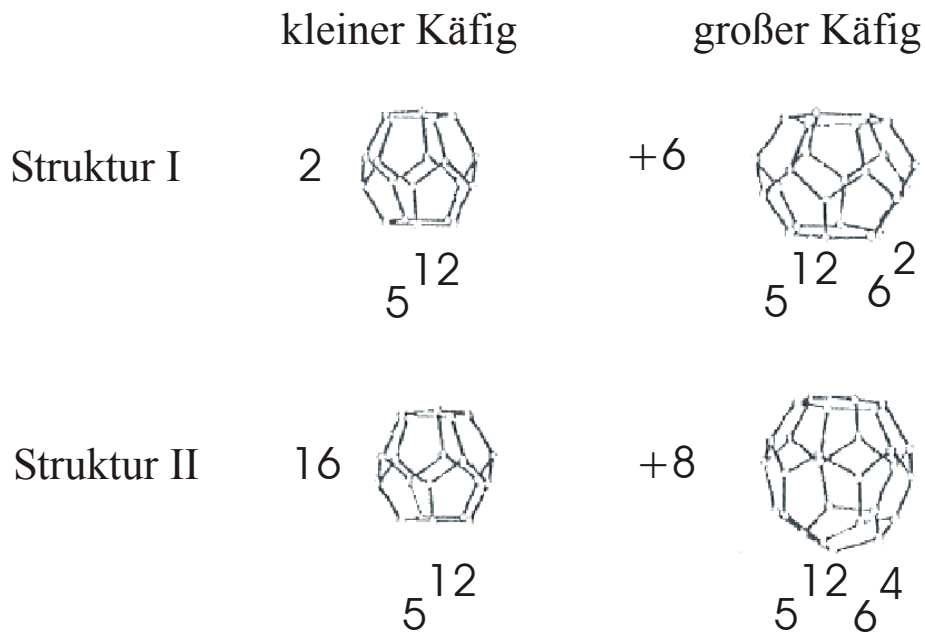 kleiner Käfig großer Käfig
Struktur I 2 +6
5^12 5^12 6^2
Struktur II 16 +8
5^12 5^12 6^4